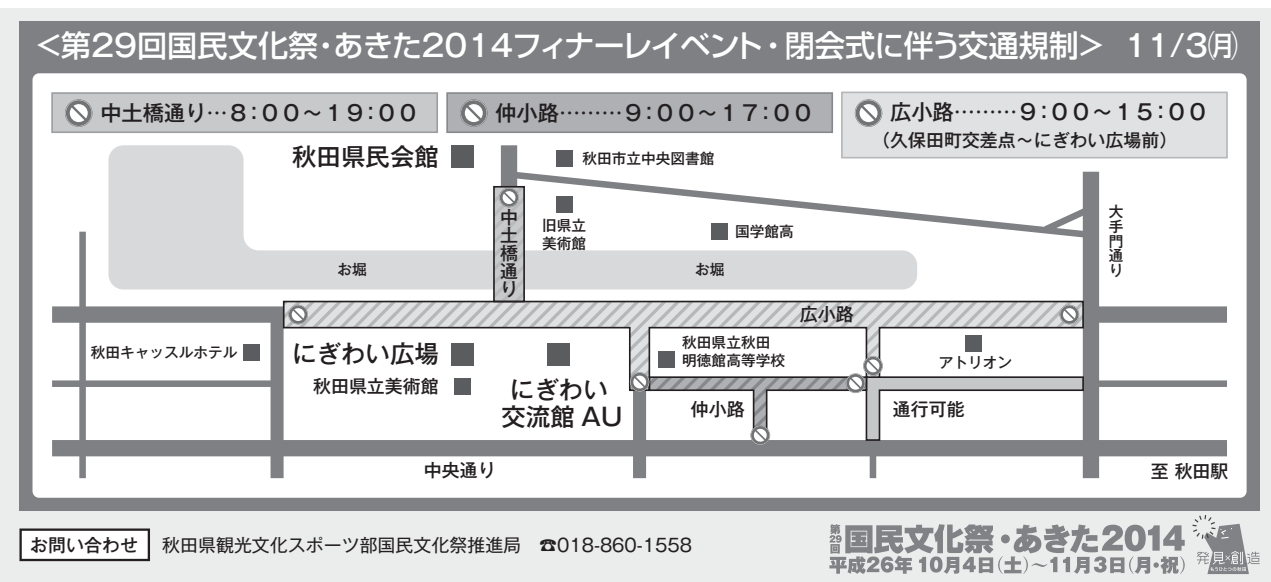 ＜第29回国民文化祭・あきた2014フィナーレイベント・閉会式に伴う交通規制＞ 11/3㈪
中土橋通り…8：00～19：00
仲小路………9：00～17：00
広小路………9：00～15：00
（久保田町交差点～にぎわい広場前）
秋田県民会館
秋田市立中央図書館
中土橋通り
旧県立
美術館
国学館高
大手門通り
お堀
お堀
広小路
秋田キャッスルホテル
にぎわい広場
秋田県立美術館
にぎわい
交流館 AU
秋田県立秋田
明徳館高等学校
アトリオン
仲小路
通行可能
中央通り
至 秋田駅
お問い合わせ 秋田県観光文化スポーツ部国民文化祭推進局 ☎018-860-1558
第29回 国民文化祭・あきた2014
平成26年 10月4日（土）～11月3日（月・祝）
発見×創造
もうひとつの秋田